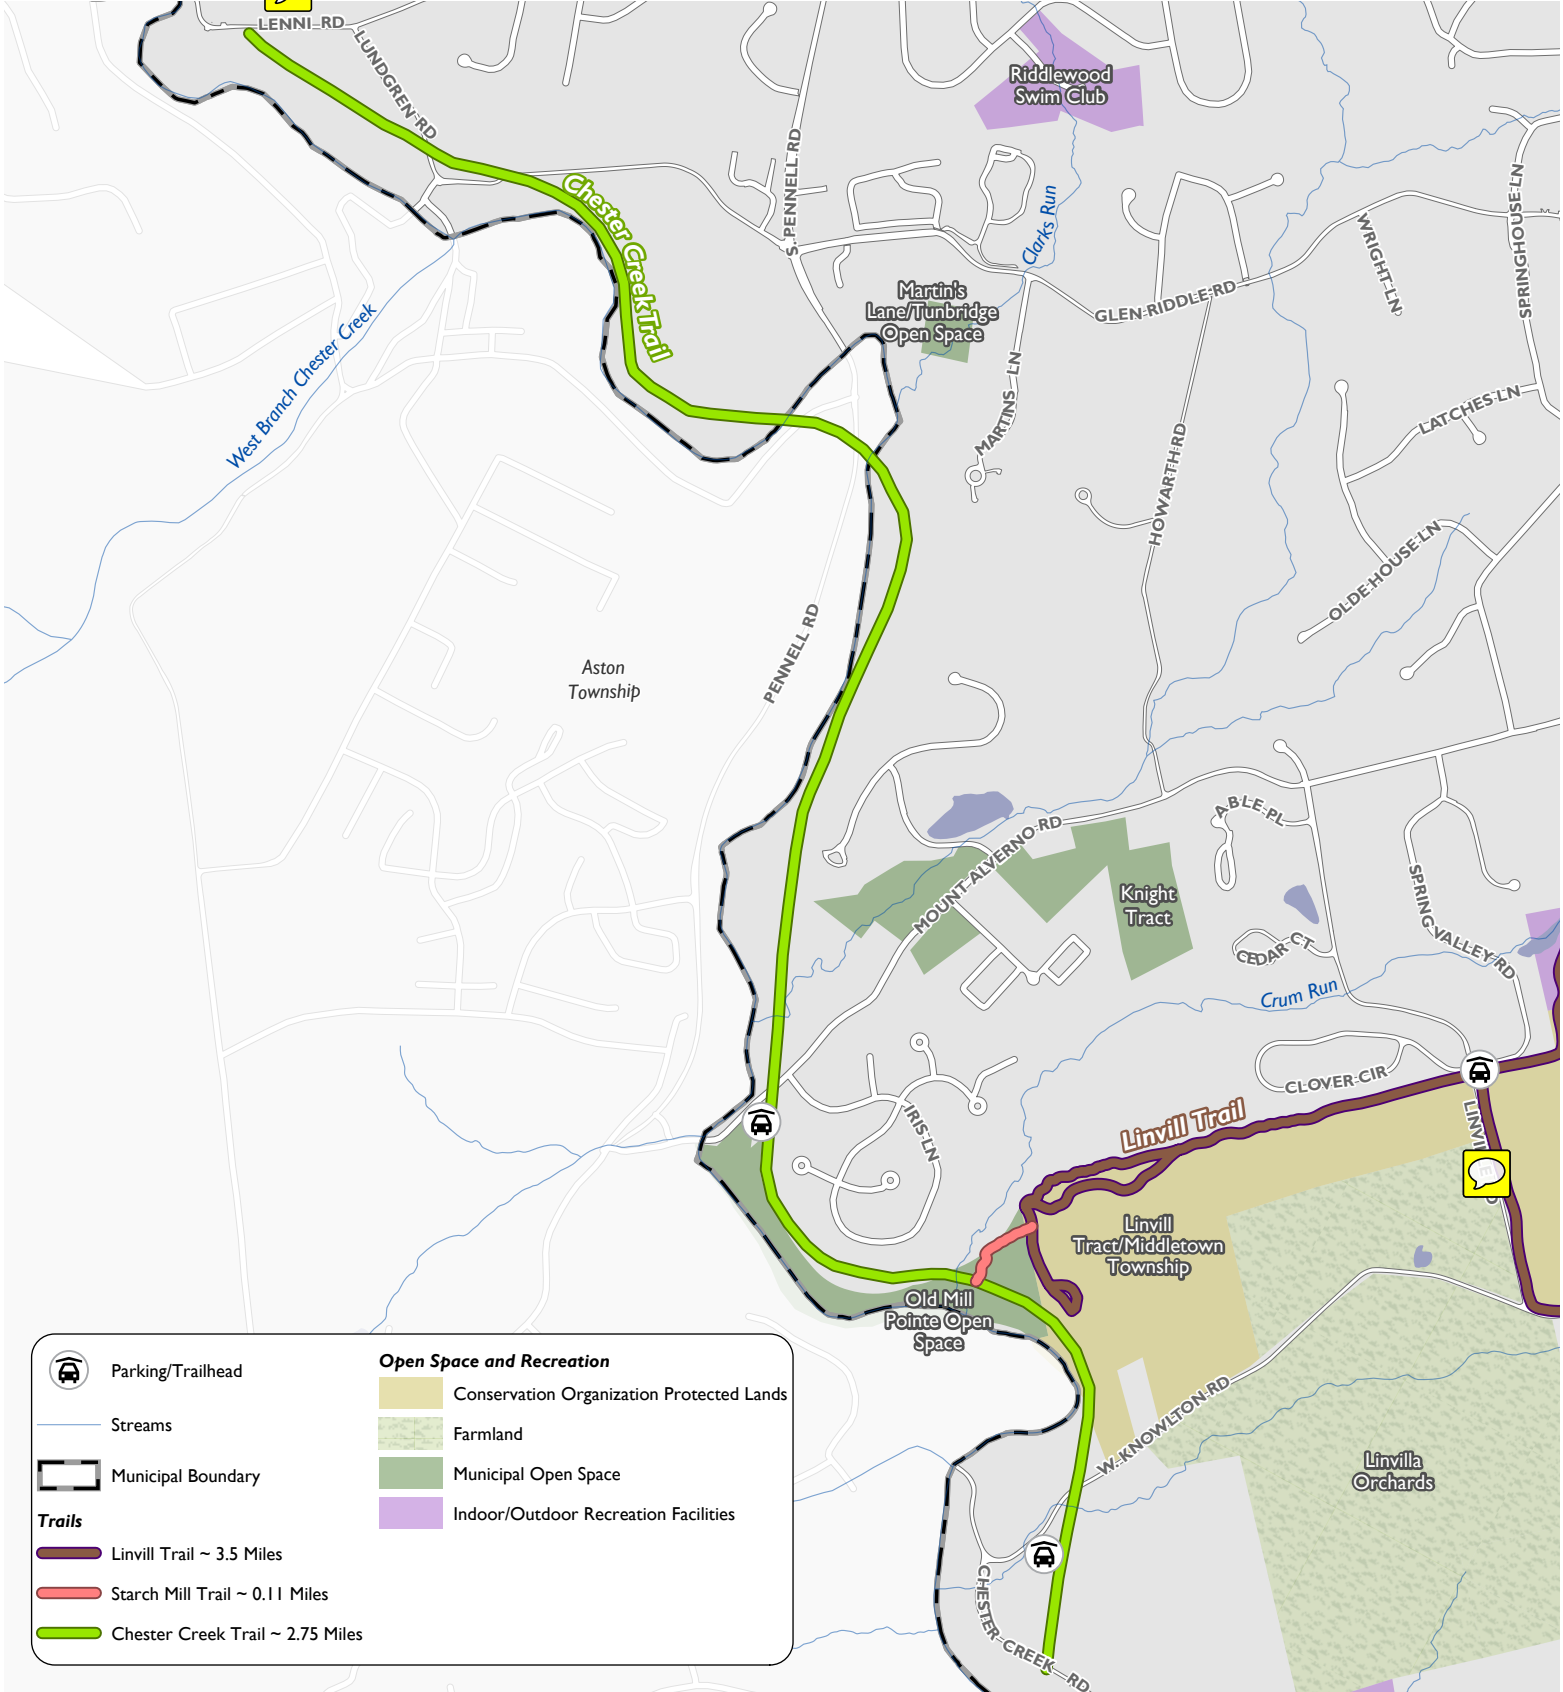 LENNI RD
LUNDGREN RD
Riddlewood
Swim Club
S. PENNELL RD
Chester Creek Trail
Clarks Run
WRIGHT LN
SPRINGHOUSE LN
Martin's
Lane/Tunbridge
Open Space
GLEN RIDDLE RD
West Branch Chester Creek
MARTINS LN
LATCHES LN
HOWARTH RD
OLDE HOUSE LN
Aston
Township
PENNELL RD
MOUNT ALVERNO RD
ABLE PL
Knight
Tract
SPRING VALLEY RD
CEDAR CT
Crum Run
CLOVER CIR
IRIS LN
Linvill Trail
Linvill
Tract/Middletown
Township
Old Mill
Pointe Open
Space
W. KNOWLTON RD
Linvilla
Orchards
CHESTER CREEK RD
Parking/Trailhead
Streams
Municipal Boundary
Trails
Linvill Trail ~ 3.5 Miles
Starch Mill Trail ~ 0.11 Miles
Chester Creek Trail ~ 2.75 Miles
Open Space and Recreation
Conservation Organization Protected Lands
Farmland
Municipal Open Space
Indoor/Outdoor Recreation Facilities